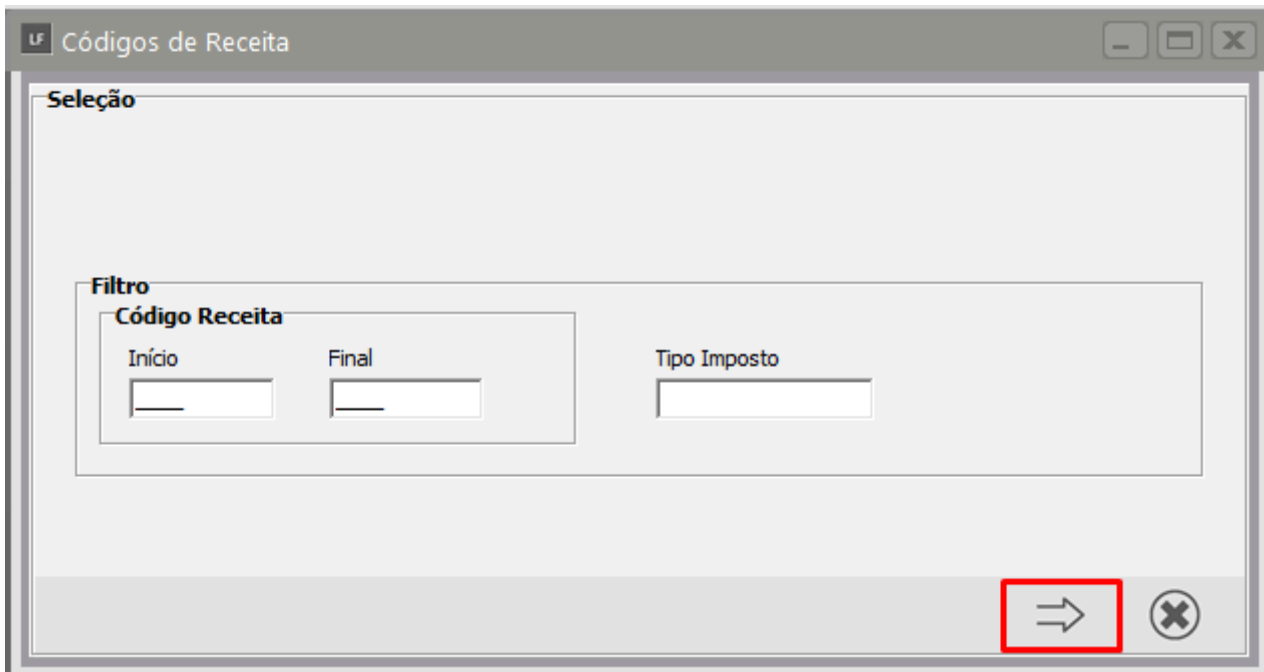 LF Códigos de Receita
Seleção
Filtro
Código Receita
Início Final Tipo Imposto